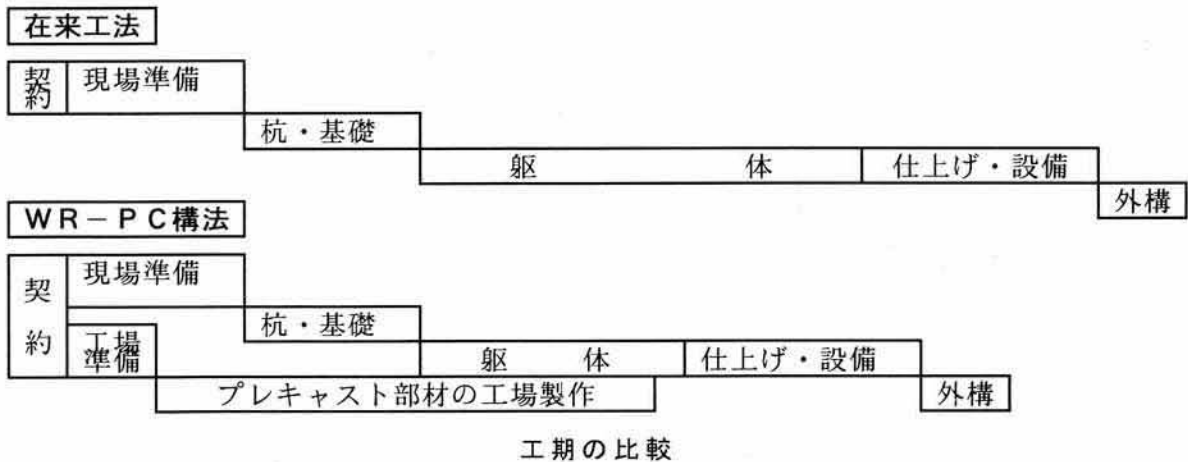 在来工法
契約 現場準備
杭・基礎
躯体 仕上げ・設備
外構
WR－PC構法
契約 現場準備
杭・基礎
工場準備
躯体 仕上げ・設備
プレキャスト部材の工場製作 外構
工期の比較